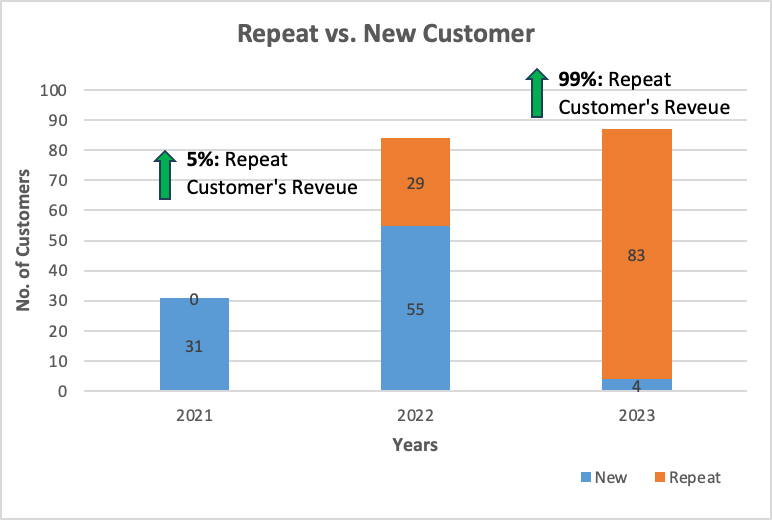 Repeat vs. New Customer
No. of Customers
100
90
80
70
60
50
40
30
20
10
0
5%: Repeat
Customer's Reveue
99%: Repeat
Customer's Reveue
0
31
29
55
83
4
2021
2022
2023
Years
New
Repeat